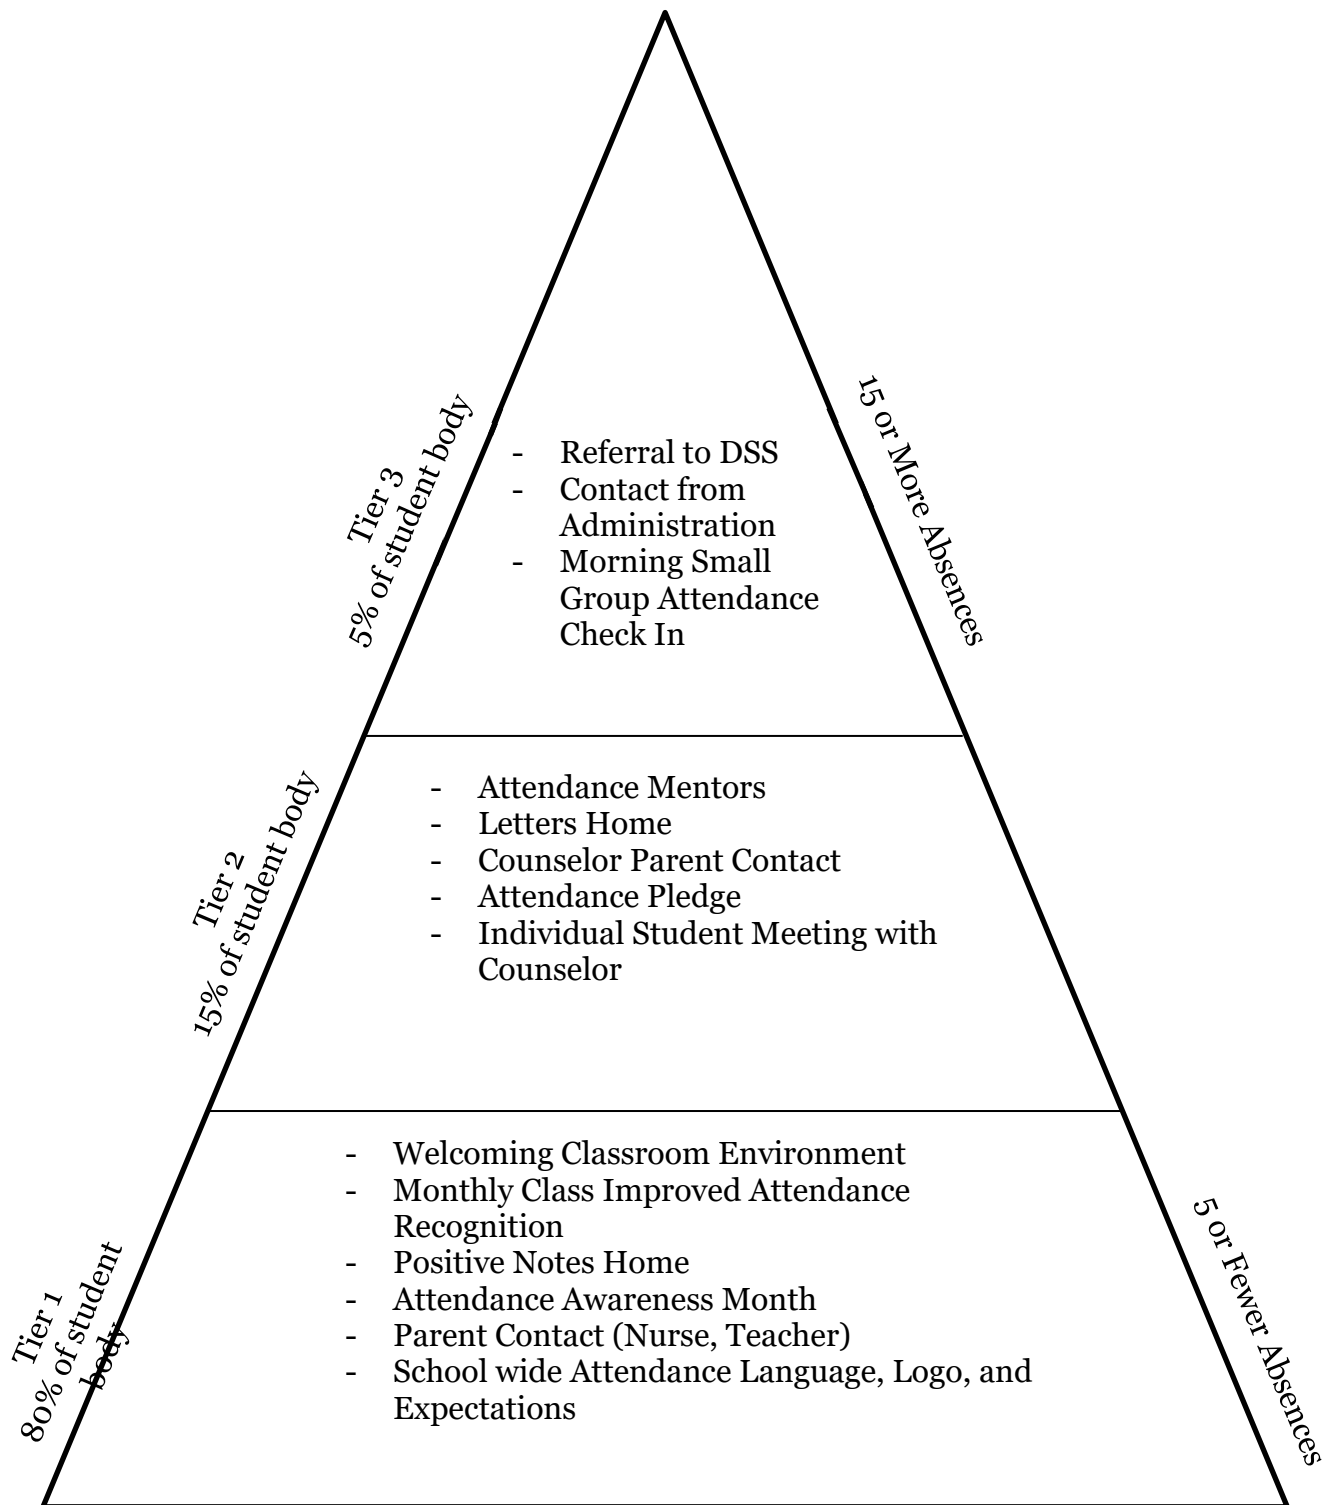 Tier 3
5% of student body
15 or More Absences
- Referral to DSS
- Contact from
Administration
- Morning Small
Group Attendance
Check In
Tier 2
15% of student body
- Attendance Mentors
- Letters Home
- Counselor Parent Contact
- Attendance Pledge
- Individual Student Meeting with
Counselor
Tier 1
80% of student
body
5 or Fewer Absences
- Welcoming Classroom Environment
- Monthly Class Improved Attendance
Recognition
- Positive Notes Home
- Attendance Awareness Month
- Parent Contact (Nurse, Teacher)
- School wide Attendance Language, Logo, and
Expectations